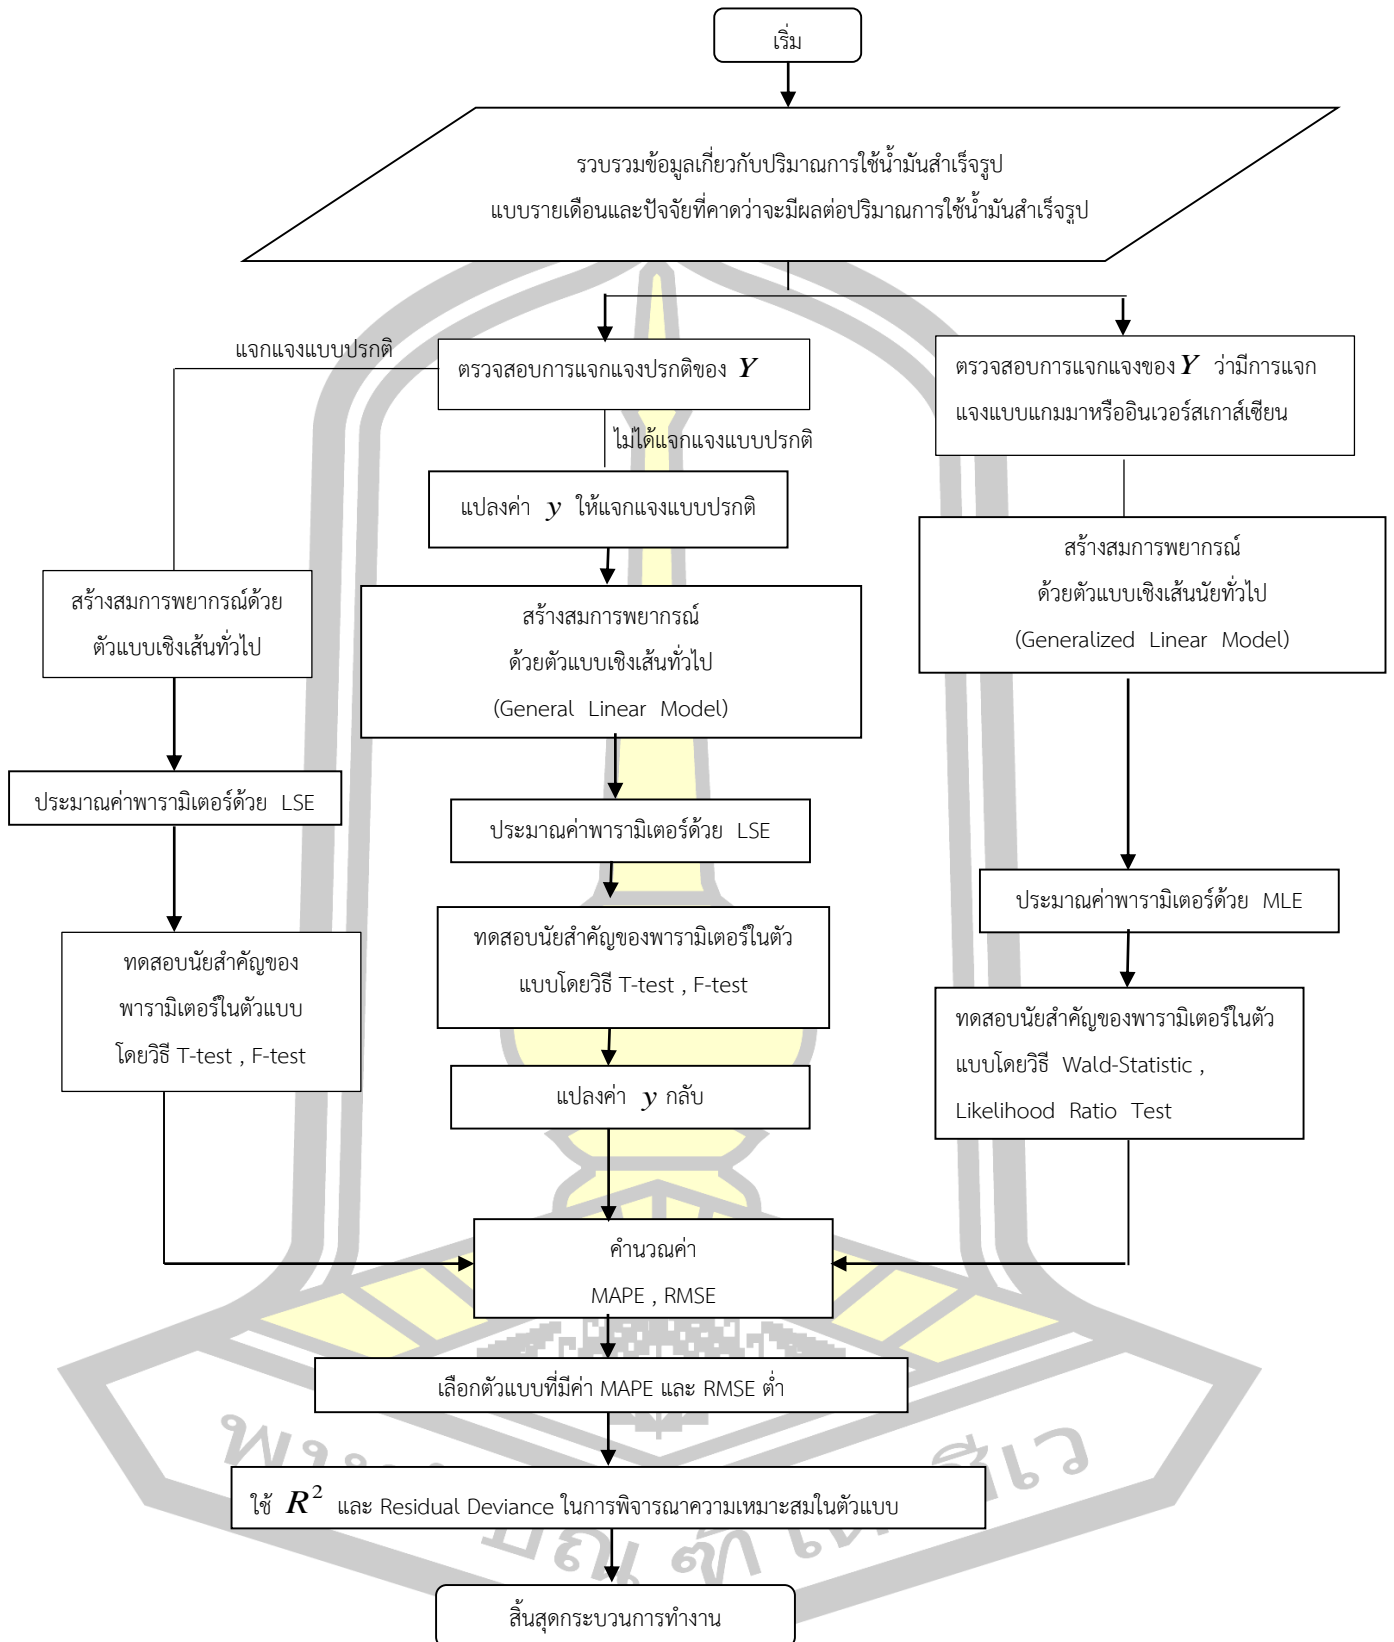 เริ่ม
รวบรวมข้อมูลเกี่ยวกับปริมาณการใช้น้ำมันสำเร็จรูป
แบบรายเดือนและปัจจัยที่คาดว่าจะมีผลต่อปริมาณการใช้น้ำมันสำเร็จรูป
แจกแจงแบบปรกติ
ตรวจสอบการแจกแจงปรกติของ Y
ตรวจสอบการแจกแจงของ Y ว่ามีการแจก
แจงแบบแกมมาหรืออินเวอร์สเกาส์เซียน
ไม่ได้แจกแจงแบบปรกติ
แปลงค่า y ให้แจกแจงแบบปรกติ
สร้างสมการพยากรณ์ด้วย
ตัวแบบเชิงเส้นทั่วไป
สร้างสมการพยากรณ์
ด้วยตัวแบบเชิงเส้นทั่วไป
(General Linear Model)
สร้างสมการพยากรณ์
ด้วยตัวแบบเชิงเส้นนัยทั่วไป
(Generalized Linear Model)
ประมาณค่าพารามิเตอร์ด้วย LSE
ประมาณค่าพารามิเตอร์ด้วย LSE
ประมาณค่าพารามิเตอร์ด้วย MLE
ทดสอบนัยสำคัญของ
พารามิเตอร์ในตัวแบบ
โดยวิธี T-test , F-test
ทดสอบนัยสำคัญของพารามิเตอร์ในตัว
แบบโดยวิธี T-test , F-test
ทดสอบนัยสำคัญของพารามิเตอร์ในตัว
แบบโดยวิธี Wald-Statistic ,
Likelihood Ratio Test
แปลงค่า y กลับ
คำนวณค่า
MAPE , RMSE
เลือกตัวแบบที่มีค่า MAPE และ RMSE ต่ำ
ใช้ R² และ Residual Deviance ในการพิจารณาความเหมาะสมในตัวแบบ
สิ้นสุดกระบวนการทำงาน